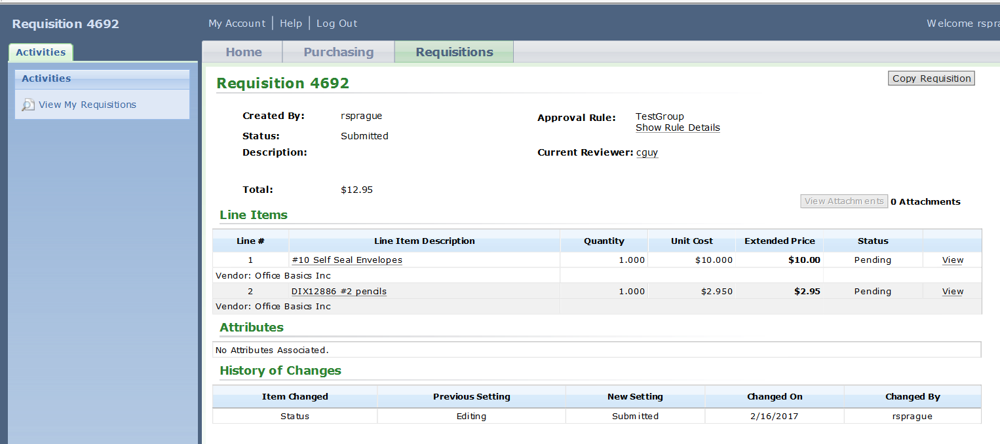 Requisition 4692
My Account | Help | Log Out
Welcome rspra
Activities
Home
Purchasing
Requisitions
Activities
View My Requisitions
Requisition 4692
Copy Requisition
Created By: rsprague
Approval Rule: TestGroup
Show Rule Details
Status: Submitted
Description:
Current Reviewer: cguy
Total: $12.95
View Attachments 0 Attachments
Line Items
Line # Line Item Description Quantity Unit Cost Extended Price Status
1 #10 Self Seal Envelopes 1.000 $10.000 $10.00 Pending View
Vendor: Office Basics Inc
2 DIX12886 #2 pencils 1.000 $2.950 $2.95 Pending View
Vendor: Office Basics Inc
Attributes
No Attributes Associated.
History of Changes
Item Changed Previous Setting New Setting Changed On Changed By
Status Editing Submitted 2/16/2017 rsprague